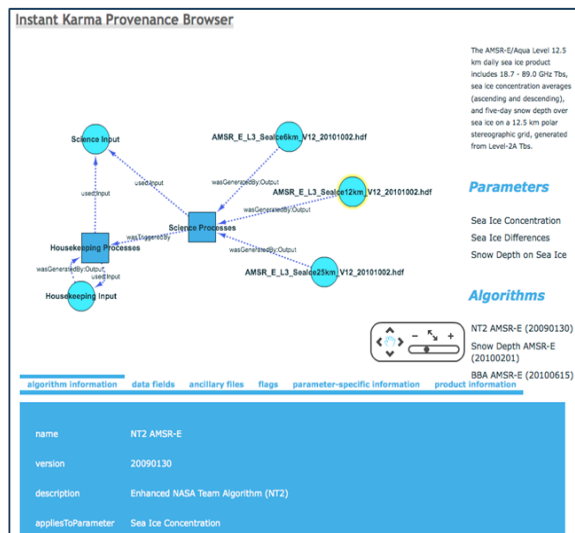 Instant Karma Provenance Browser
The AMSR-E/Aqua Level 12.5
km daily sea ice product
includes 18.7 - 89.0 GHz Tbs,
sea ice concentration averages
(ascending and descending),
and five-day snow depth over
sea ice on a 12.5 km polar
stereographic grid, generated
from Level-2A Tbs.
Science Input
AMSR_E_L3_SeaIce6km_V12_20101002.hdf
used:Input
used:Input
wasGeneratedBy:Output
AMSR_E_L3_SeaIce12km_V12_20101002.hdf
wasGeneratedBy:Output
Science Processes
wasTriggeredBy
Housekeeping Processes
wasGeneratedBy:Output
wasGeneratedBy:Output
used:Input
AMSR_E_L3_SeaIce25km_V12_20101002.hdf
Housekeeping Input
Parameters
Sea Ice Concentration
Sea Ice Differences
Snow Depth on Sea Ice
Algorithms
NT2 AMSR-E (20090130)
Snow Depth AMSR-E
(20100201)
BBA AMSR-E (20100615)
algorithm information data fields ancillary files flags parameter-specific information product information
name NT2 AMSR-E
version 20090130
description Enhanced NASA Team Algorithm (NT2)
appliesToParameter Sea Ice Concentration